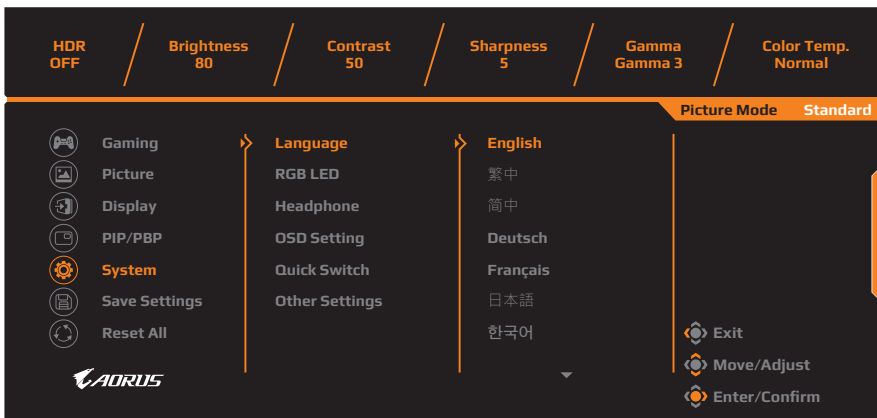 HDR Brightness Contrast Sharpness Gamma Color Temp.
OFF 80 50 5 Gamma 3 Normal
Picture Mode Standard
Gaming Language English
Picture RGB LED 繁中
Display Headphone 简中
PIP/PBP OSD Setting Deutsch
System Quick Switch Français
Save Settings Other Settings 日本語
Reset All 한국어 Exit
AORUS Move/Adjust
Enter/Confirm